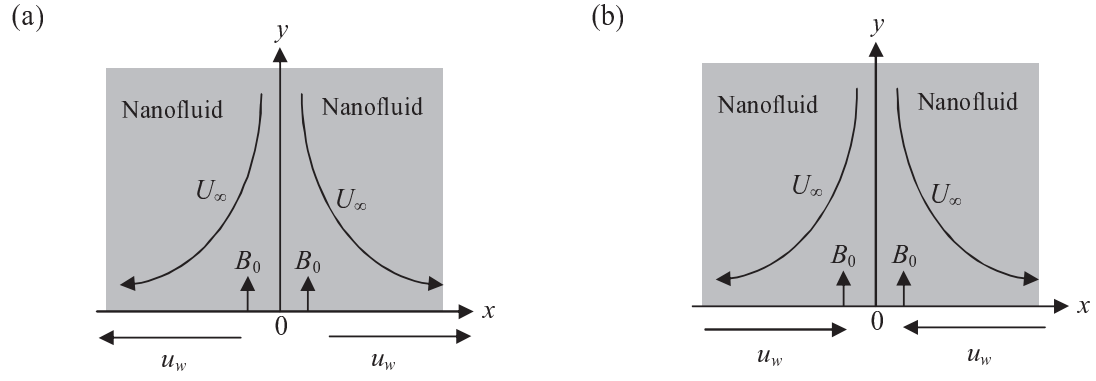 (a)
y
Nanofluid Nanofluid
U∞ U∞
B0 B0
x
0
uw uw
(b)
y
Nanofluid Nanofluid
U∞ U∞
B0 B0
x
0
uw uw